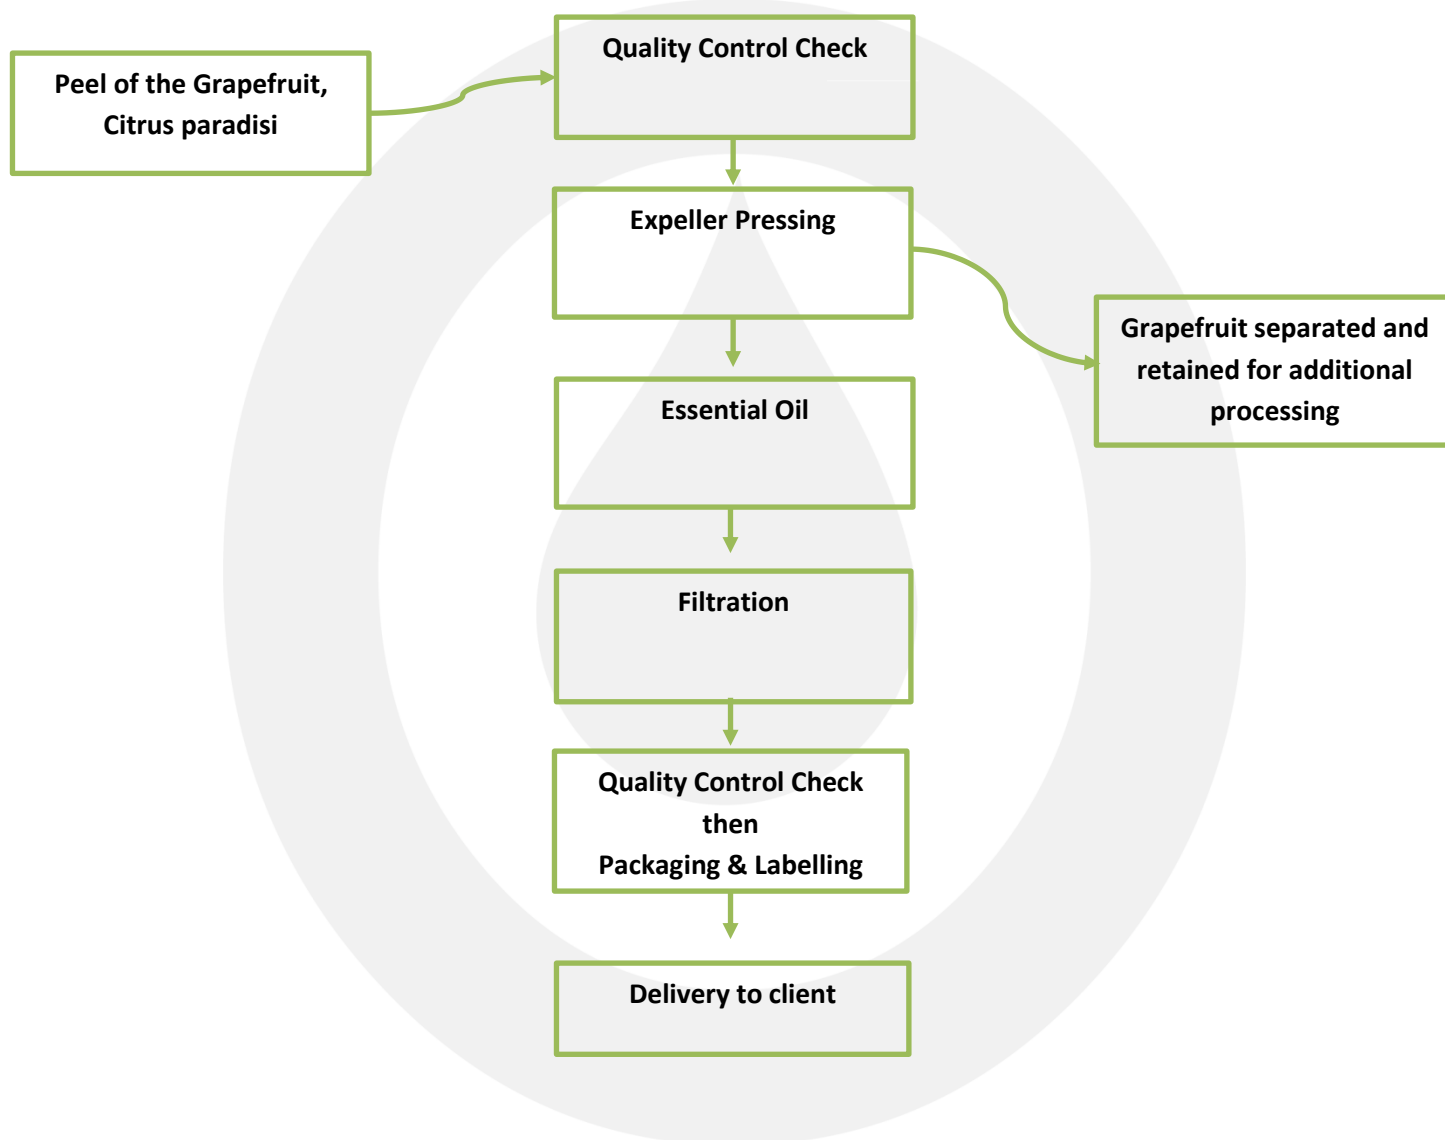 Quality Control Check
Peel of the Grapefruit,
Citrus paradisi
Expeller Pressing
Grapefruit separated and
retained for additional
processing
Essential Oil
Filtration
Quality Control Check
then
Packaging & Labelling
Delivery to client